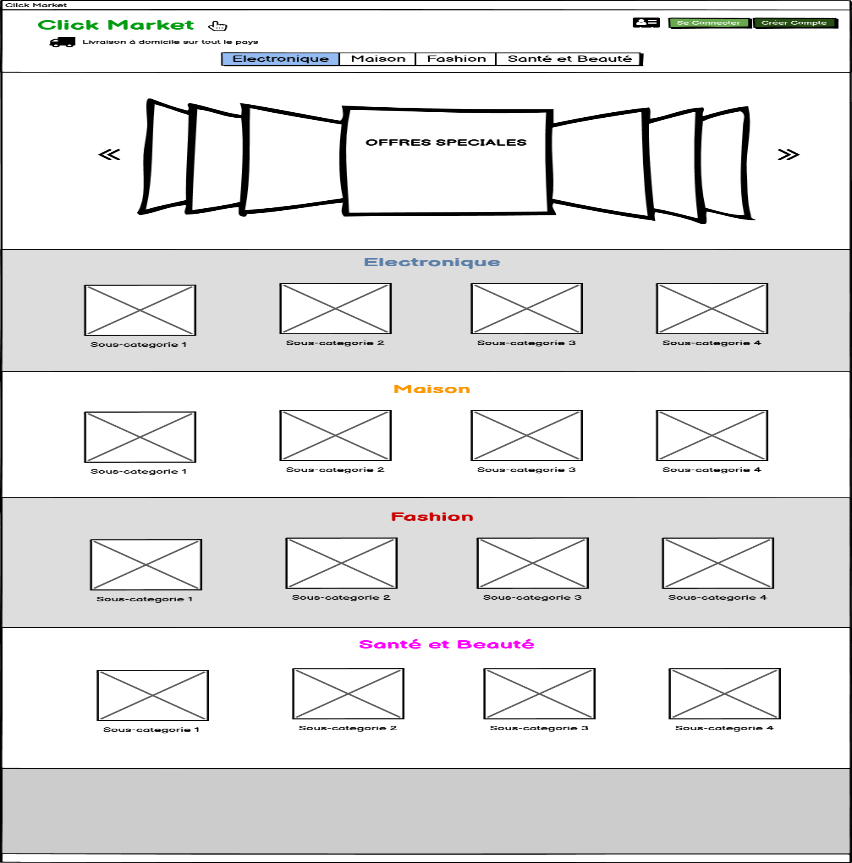 Click Market
Click Market
Se Connecter
Créer Compte
Livraison à domicile sur tout le pays
Electronique
Maison
Fashion
Santé et Beauté
OFFRES SPECIALES
Electronique
Sous-categorie 1
Sous-categorie 2
Sous-categorie 3
Sous-categorie 4
Maison
Sous-categorie 1
Sous-categorie 2
Sous-categorie 3
Sous-categorie 4
Fashion
Sous-categorie 1
Sous-categorie 2
Sous-categorie 3
Sous-categorie 4
Santé et Beauté
Sous-categorie 1
Sous-categorie 2
Sous-categorie 3
Sous-categorie 4